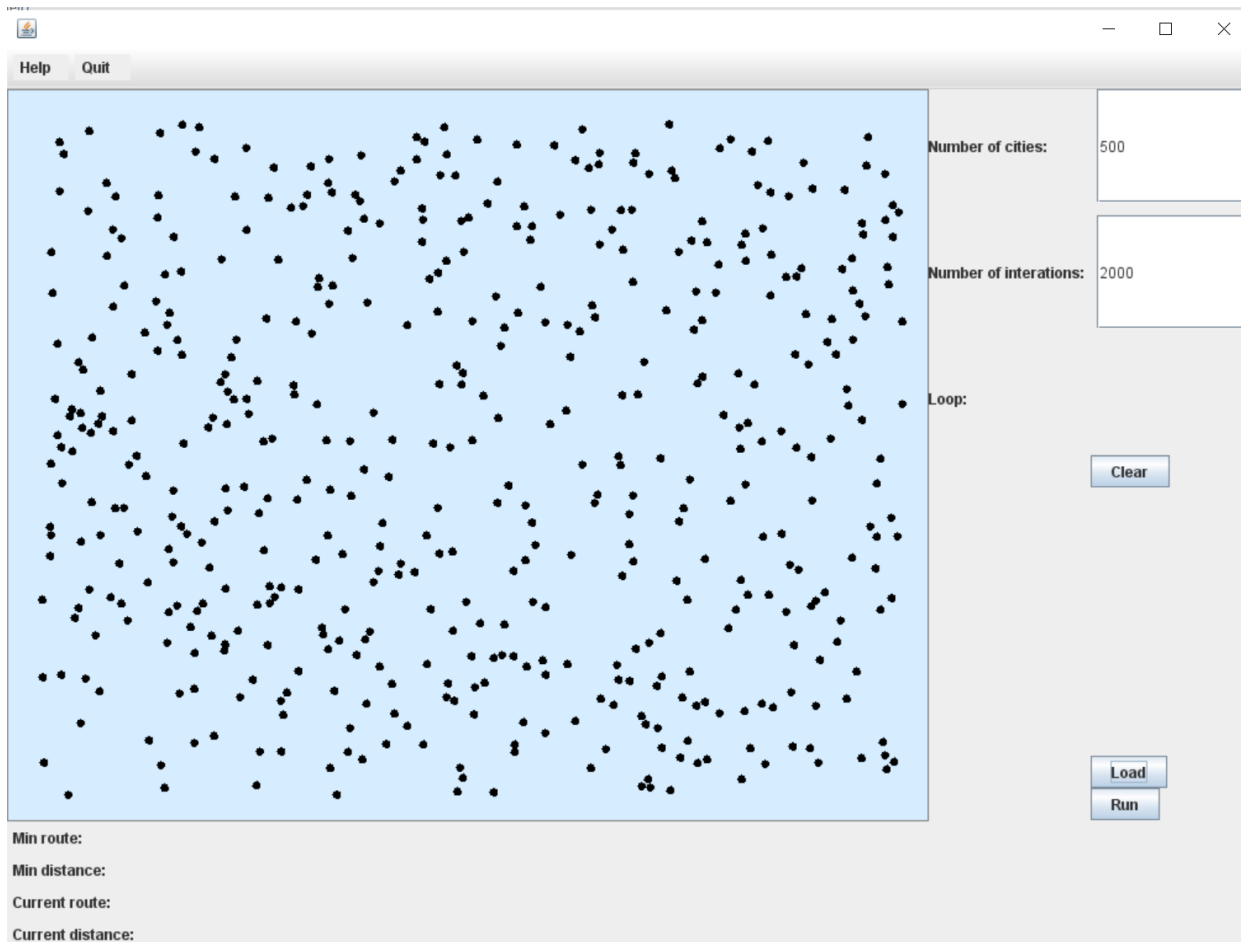 Help Quit
Number of cities: 500
Number of interations: 2000
Loop:
Clear
Load
Run
Min route:
Min distance:
Current route:
Current distance: